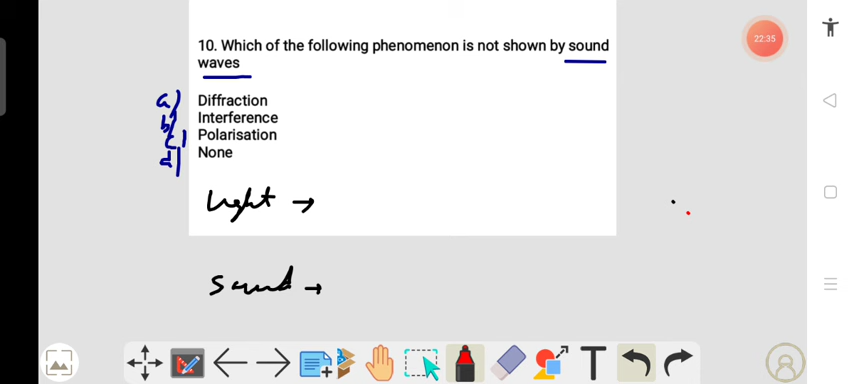 22:35
10. Which of the following phenomenon is not shown by sound
waves
a) Diffraction
b) Interference
c) Polarisation
d) None
Light →
Sound →
T